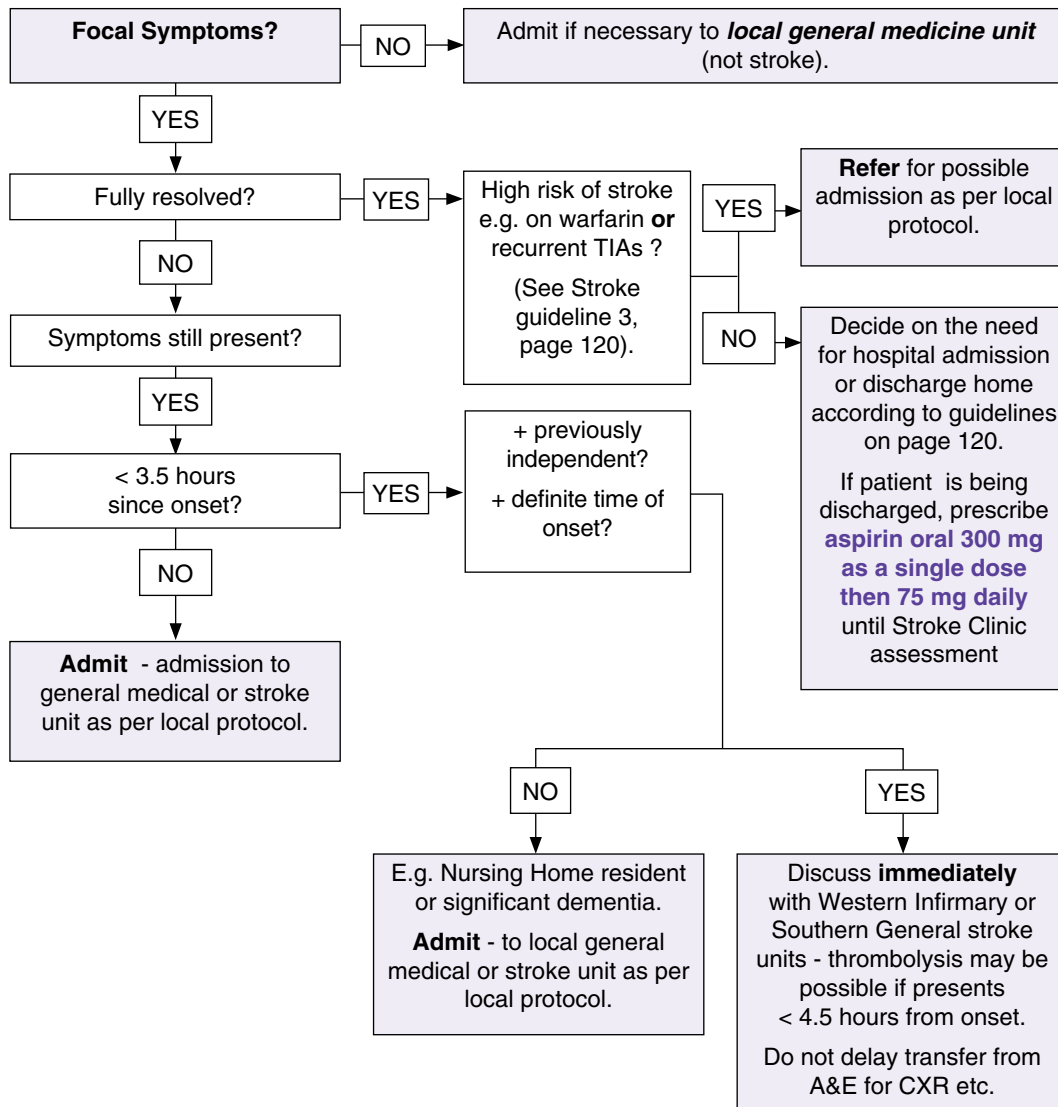 Focal Symptoms?
NO
Admit if necessary to local general medicine unit
(not stroke).
YES
Fully resolved?
YES
High risk of stroke
e.g. on warfarin or
recurrent TIAs ?
(See Stroke
guideline 3,
page 120).
YES
Refer for possible
admission as per local
protocol.
NO
Decide on the need
for hospital admission
or discharge home
according to guidelines
on page 120.
If patient is being
discharged, prescribe
aspirin oral 300 mg
as a single dose
then 75 mg daily
until Stroke Clinic
assessment
NO
Symptoms still present?
YES
< 3.5 hours
since onset?
YES
+ previously
independent?
+ definite time of
onset?
NO
Admit - admission to
general medical or stroke
unit as per local protocol.
NO
E.g. Nursing Home resident
or significant dementia.
Admit - to local general
medical or stroke unit as per
local protocol.
YES
Discuss immediately
with Western Infirmary or
Southern General stroke
units - thrombolysis may be
possible if presents
< 4.5 hours from onset.
Do not delay transfer from
A&E for CXR etc.